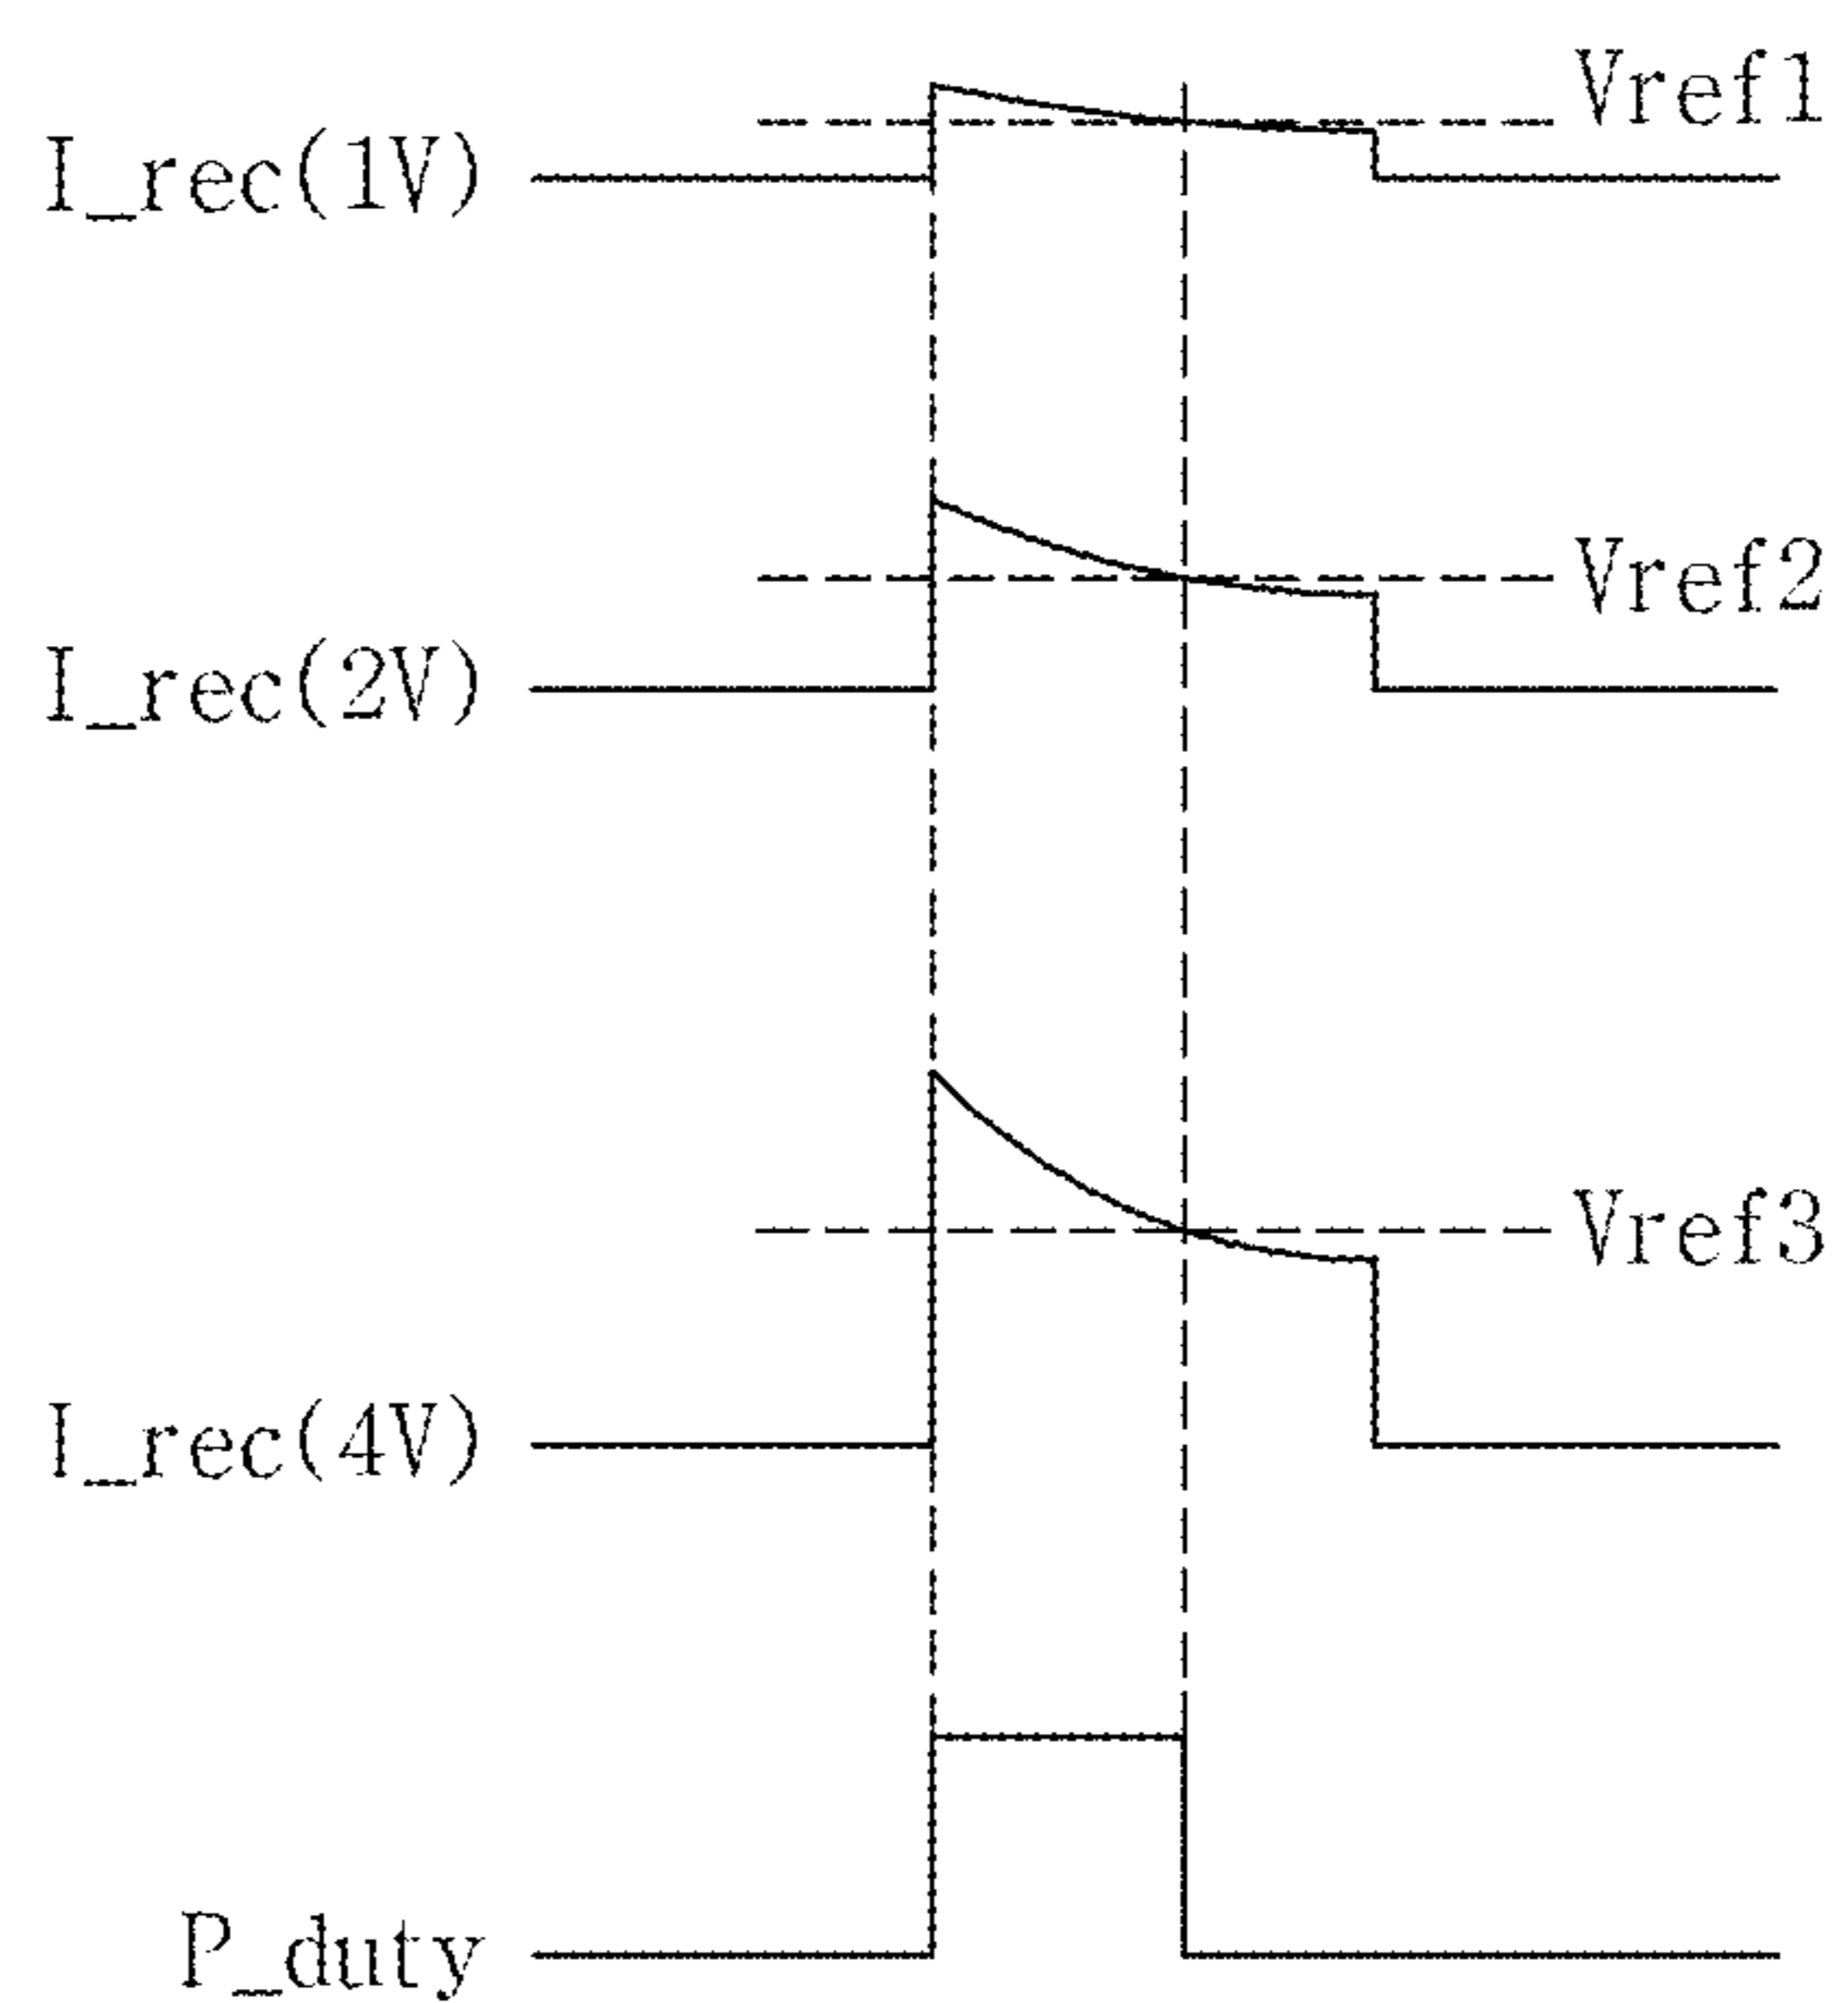 Vref1
I_rec(1V)
Vref2
I_rec(2V)
Vref3
I_rec(4V)
P_duty